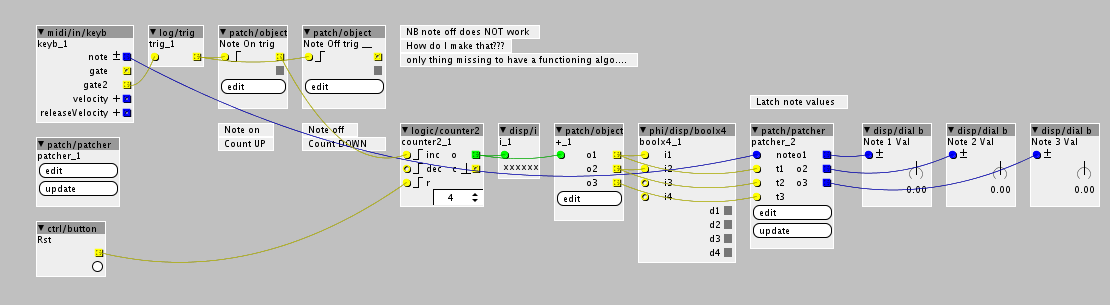 midi/in/keyb
keyb_1
note
gate
gate2
velocity
releaseVelocity
log/trig
trig_1
patch/object
Note On trig
edit
patch/object
Note Off trig __
edit
NB note off does NOT work
How do I make that???
only thing missing to have a functioning algo....
Note on
Count UP
Note off
Count DOWN
Latch note values
patch/patcher
patcher_1
edit
update
ctrl/button
Rst
logic/counter2
counter2_1
inc o
dec c
r
4
disp/i
i_1
xxxxxx
patch/object
+_1
o1
o2
o3
edit
phi/disp/boolx4
boolx4_1
i1
i2
i3
i4
d1
d2
d3
d4
patch/patcher
patcher_2
note o1
t1 o2
t2 o3
t3
edit
update
disp/dial b
Note 1 Val
0.00
disp/dial b
Note 2 Val
0.00
disp/dial b
Note 3 Val
0.00